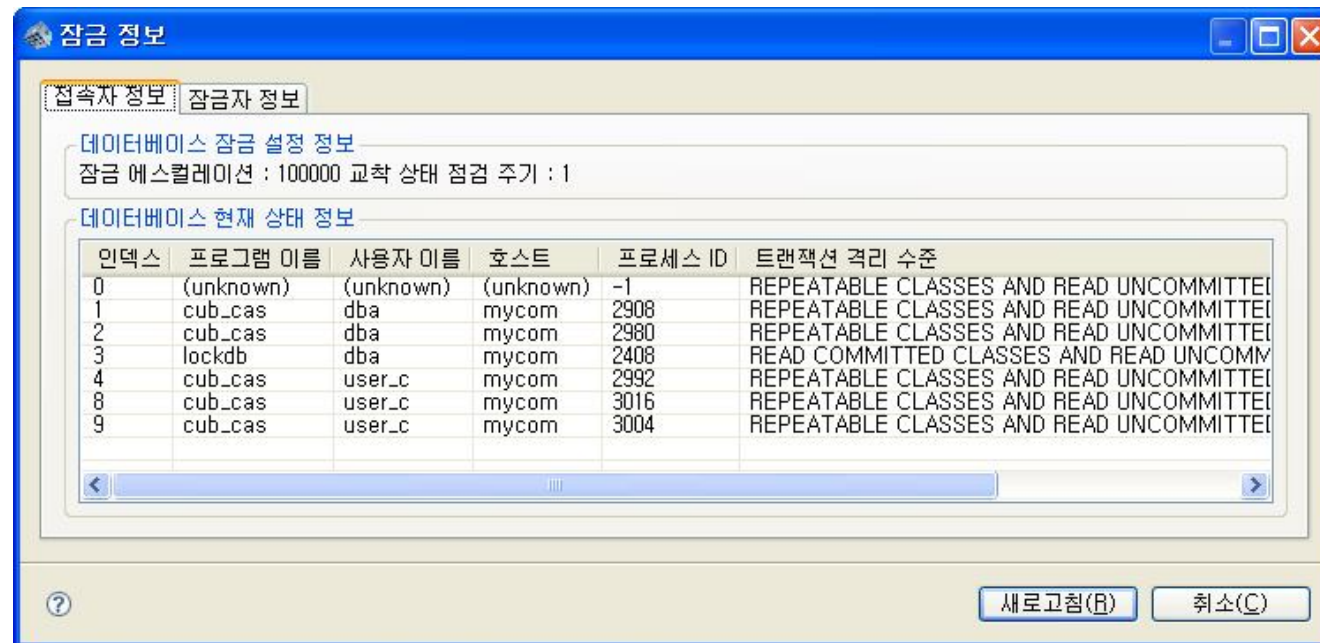 잠금 정보
접속자 정보 잠금자 정보
데이터베이스 잠금 설정 정보
잠금 에스컬레이션 : 100000 교착 상태 점검 주기 : 1
데이터베이스 현재 상태 정보
인덱스 프로그램 이름 사용자 이름 호스트 프로세스 ID 트랜잭션 격리 수준
0 (unknown) (unknown) (unknown) -1 REPEATABLE CLASSES AND READ UNCOMMITTE
1 cub_cas dba mycom 2908 REPEATABLE CLASSES AND READ UNCOMMITTE
2 cub_cas dba mycom 2980 REPEATABLE CLASSES AND READ UNCOMMITTE
3 lockdb dba mycom 2408 READ COMMITTED CLASSES AND READ UNCOMM
4 cub_cas user_c mycom 2992 REPEATABLE CLASSES AND READ UNCOMMITTE
8 cub_cas user_c mycom 3016 REPEATABLE CLASSES AND READ UNCOMMITTE
9 cub_cas user_c mycom 3004 REPEATABLE CLASSES AND READ UNCOMMITTE
새로고침(R) 취소(C)